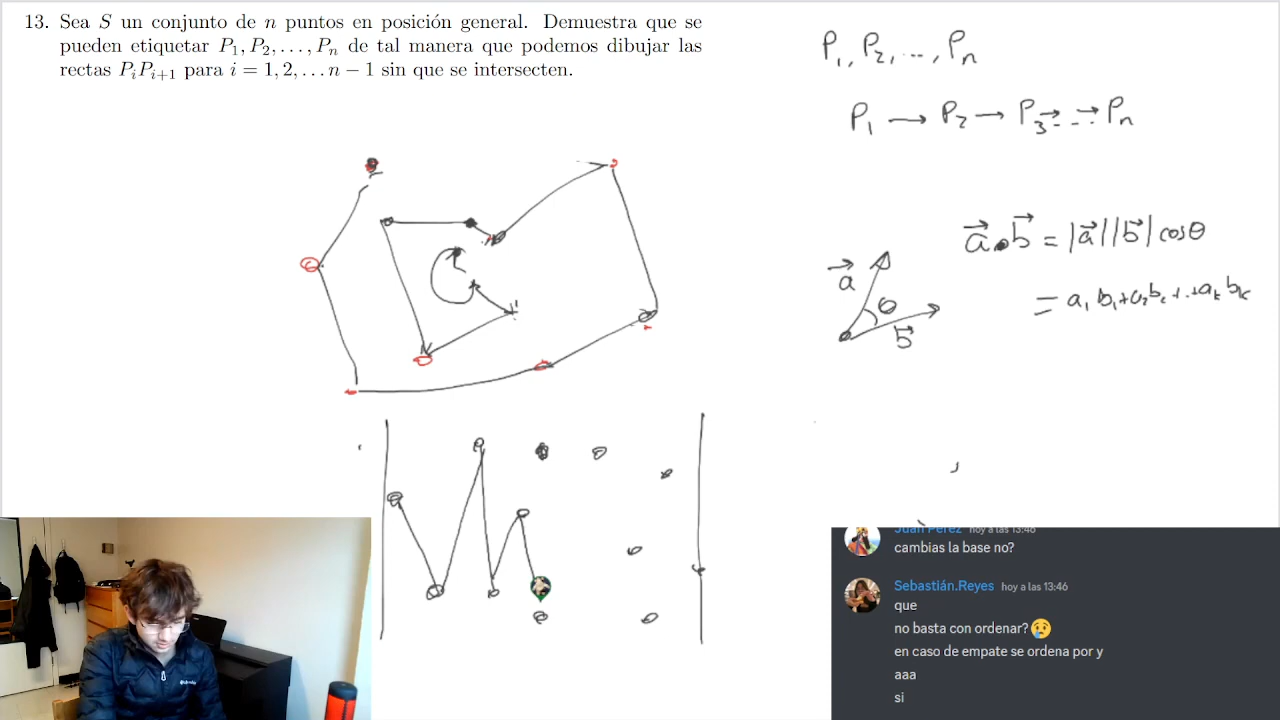 13. Sea S un conjunto de n puntos en posición general. Demuestra que se
pueden etiquetar P₁, P₂, . . . , Pₙ de tal manera que podemos dibujar las
rectas PᵢPᵢ₊₁ para i = 1, 2, . . . n − 1 sin que se intersecten.
P₁, P₂, ..., Pₙ
P₁ → P₂ → P₃ → ... → Pₙ
a⃗ • b⃗ = |a⃗||b⃗| cosθ
= a₁b₁+a₂b₂+...+aₖbₖ
a⃗
θ
b⃗
Juan Pérez hoy a las 13:46
cambias la base no?
Sebastián.Reyes hoy a las 13:46
que
no basta con ordenar?😢
en caso de empate se ordena por y
aaa
si